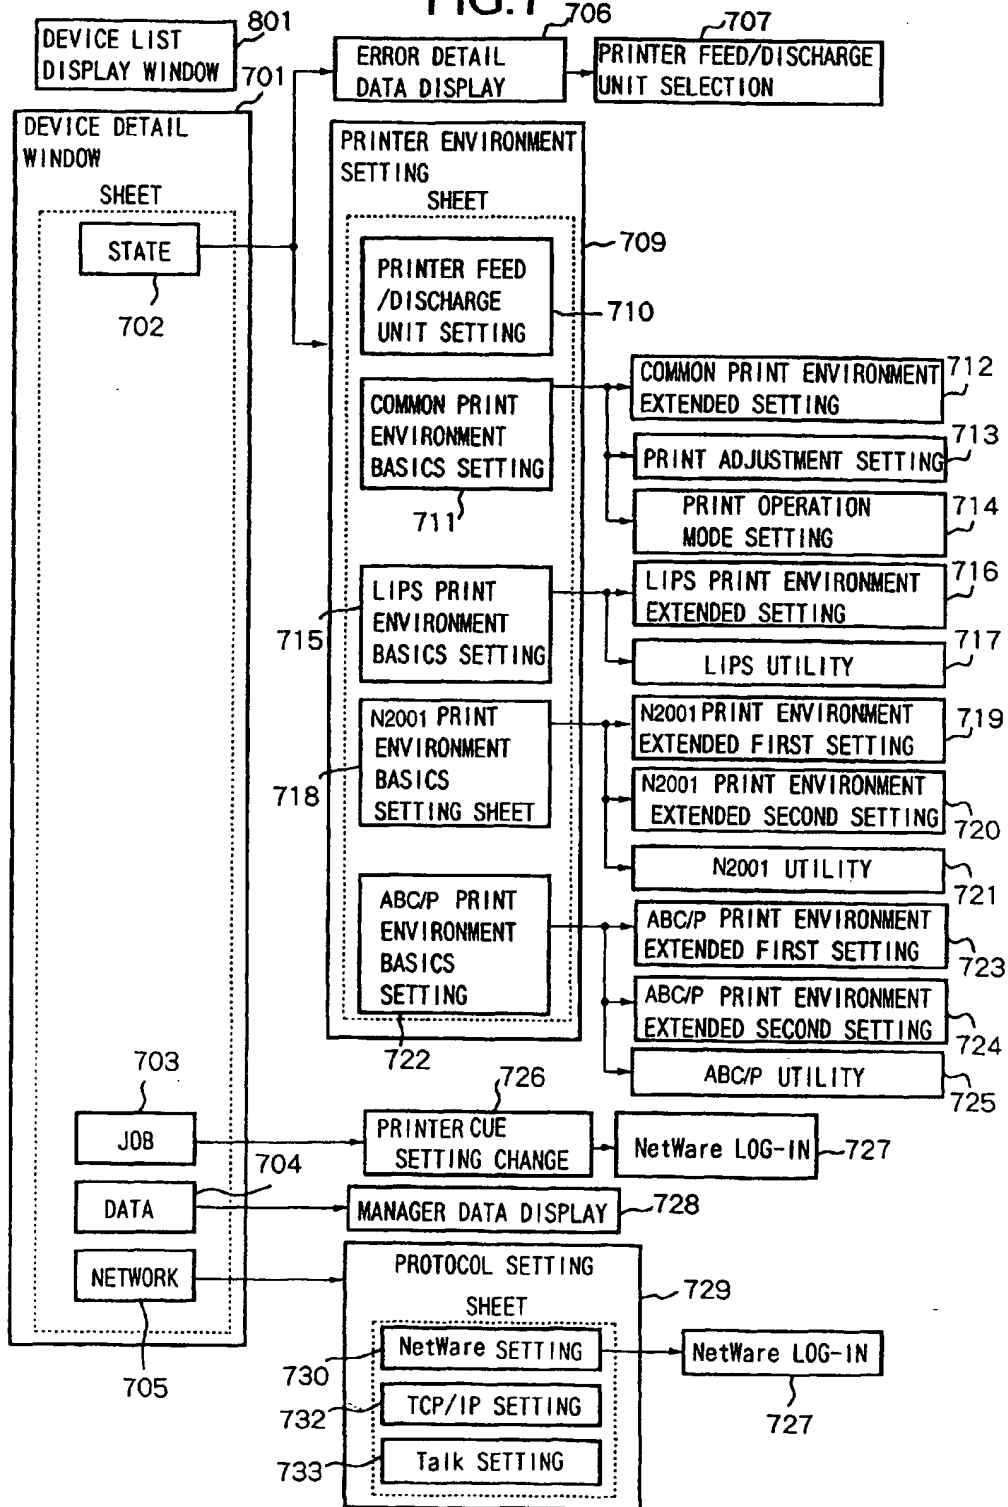 FIG.7
801
DEVICE LIST
DISPLAY WINDOW
706
ERROR DETAIL
DATA DISPLAY
707
PRINTER FEED/DISCHARGE
UNIT SELECTION
701
DEVICE DETAIL
WINDOW
SHEET
STATE
702
PRINTER ENVIRONMENT
SETTING
SHEET
709
PRINTER FEED
/DISCHARGE
UNIT SETTING
710
COMMON PRINT
ENVIRONMENT
BASICS SETTING
711
COMMON PRINT ENVIRONMENT
EXTENDED SETTING
712
PRINT ADJUSTMENT SETTING
713
PRINT OPERATION
MODE SETTING
714
LIPS PRINT
ENVIRONMENT
BASICS SETTING
715
LIPS PRINT ENVIRONMENT
EXTENDED SETTING
716
LIPS UTILITY
717
N2001 PRINT
ENVIRONMENT
BASICS
SETTING SHEET
718
N2001 PRINT ENVIRONMENT
EXTENDED FIRST SETTING
719
N2001 PRINT ENVIRONMENT
EXTENDED SECOND SETTING
720
N2001 UTILITY
721
ABC/P PRINT
ENVIRONMENT
BASICS
SETTING
722
ABC/P PRINT ENVIRONMENT
EXTENDED FIRST SETTING
723
ABC/P PRINT ENVIRONMENT
EXTENDED SECOND SETTING
724
ABC/P UTILITY
725
703
JOB
726
PRINTER CUE
SETTING CHANGE
NetWare LOG-IN
727
704
DATA
MANAGER DATA DISPLAY
728
NETWORK
705
PROTOCOL SETTING
SHEET
729
NetWare SETTING
730
NetWare LOG-IN
727
TCP/IP SETTING
732
Talk SETTING
733